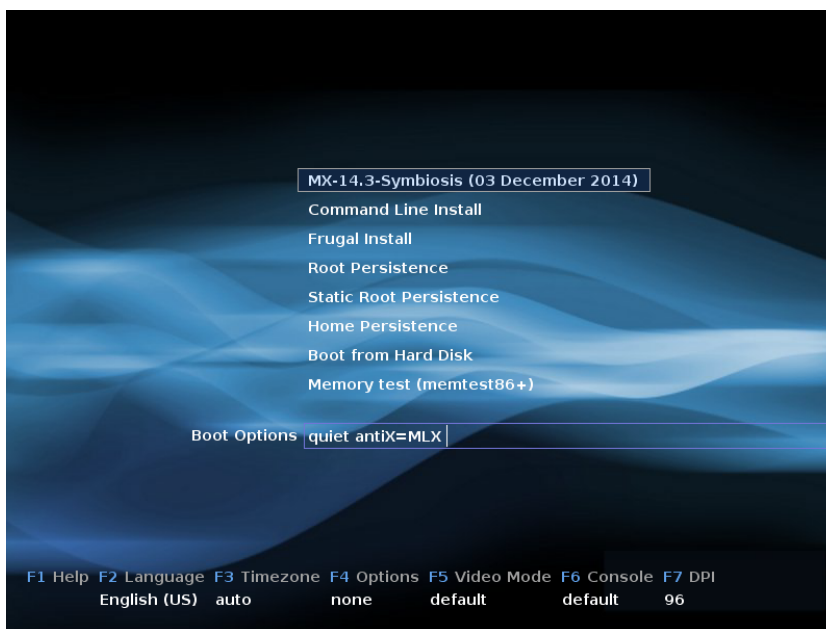 MX-14.3-Symbiosis (03 December 2014)
Command Line Install
Frugal Install
Root Persistence
Static Root Persistence
Home Persistence
Boot from Hard Disk
Memory test (memtest86+)
Boot Options quiet antiX=MLX
F1 Help F2 Language F3 Timezone F4 Options F5 Video Mode F6 Console F7 DPI
English (US) auto none default default 96